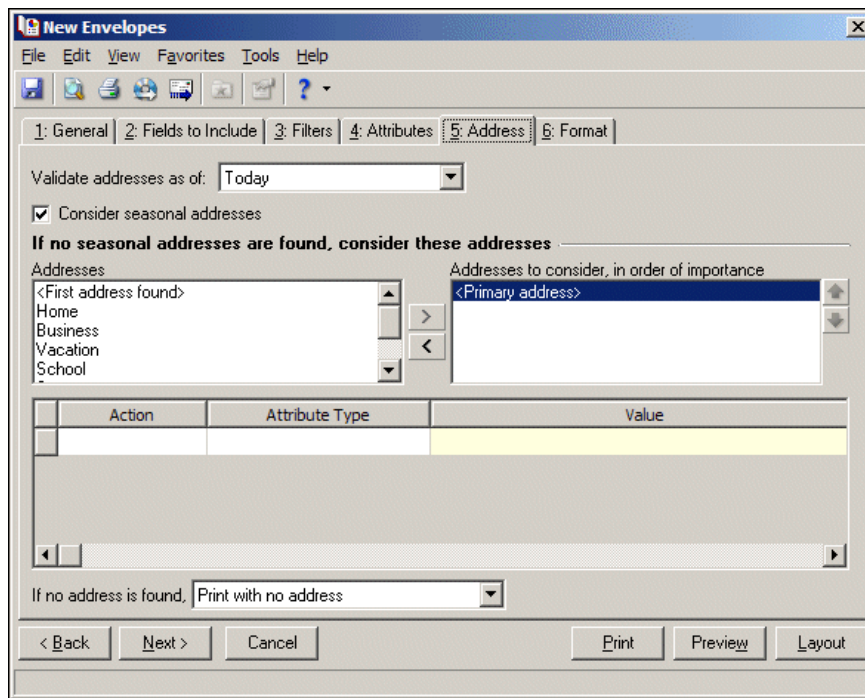 New Envelopes
File Edit View Favorites Tools Help
1: General 2: Fields to Include 3: Filters 4: Attributes 5: Address 6: Format
Validate addresses as of: Today
Consider seasonal addresses
If no seasonal addresses are found, consider these addresses
Addresses
Addresses to consider, in order of importance
<First address found>
Home
Business
Vacation
School
<Primary address>
Action Attribute Type Value
If no address is found, Print with no address
< Back Next > Cancel Print Preview Layout